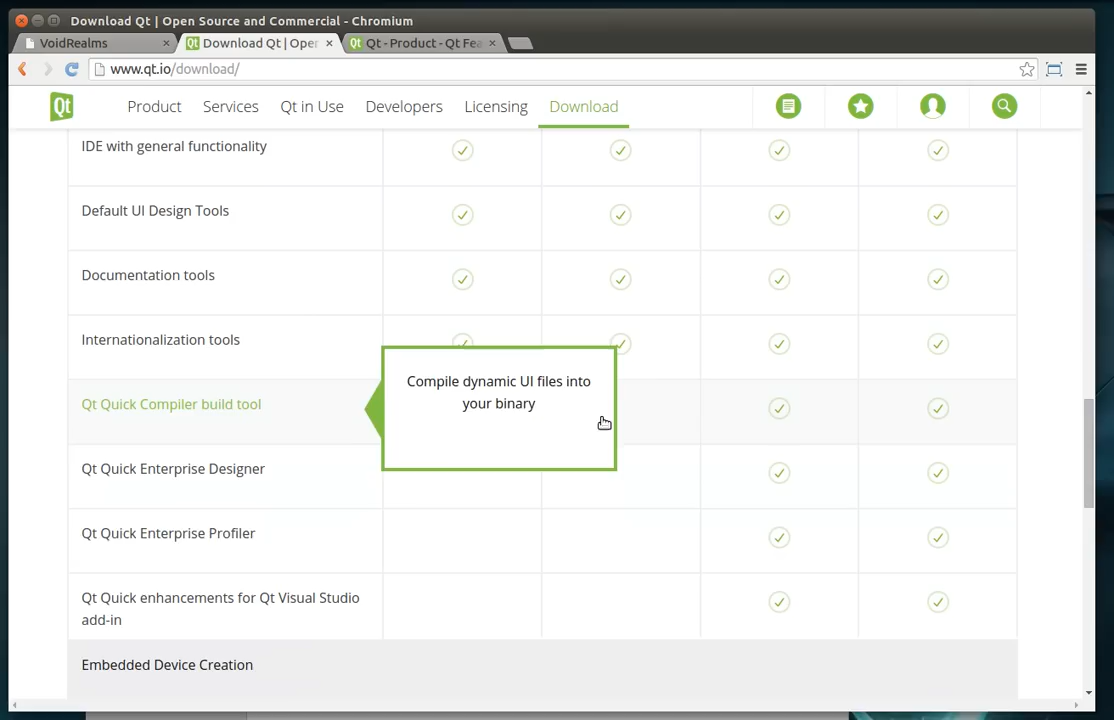 Download Qt | Open Source and Commercial - Chromium
VoidRealms
Download Qt | Oper
Qt - Product - Qt Fea
www.qt.io/download/
Qt
Product
Services
Qt in Use
Developers
Licensing
Download
IDE with general functionality
Default UI Design Tools
Documentation tools
Internationalization tools
Qt Quick Compiler build tool
Compile dynamic UI files into
your binary
Qt Quick Enterprise Designer
Qt Quick Enterprise Profiler
Qt Quick enhancements for Qt Visual Studio
add-in
Embedded Device Creation